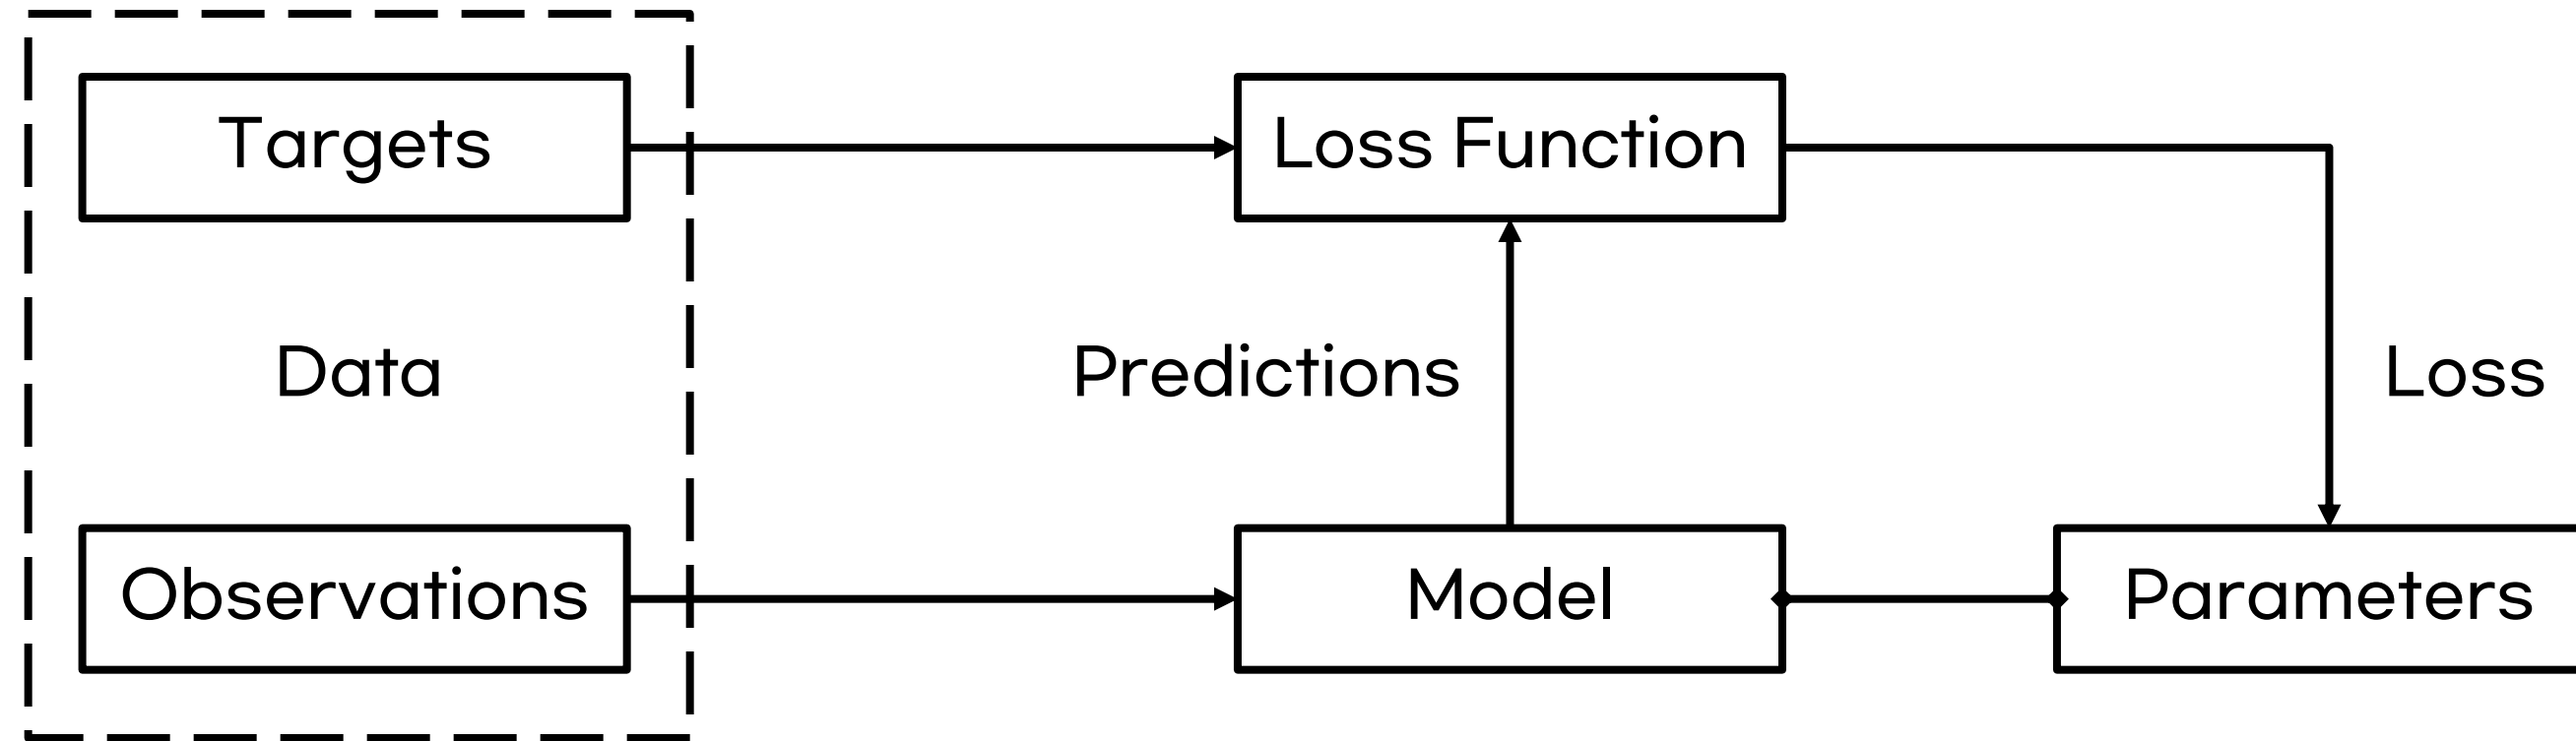 Targets
Loss Function
Data
Predictions
Loss
Observations
Model
Parameters